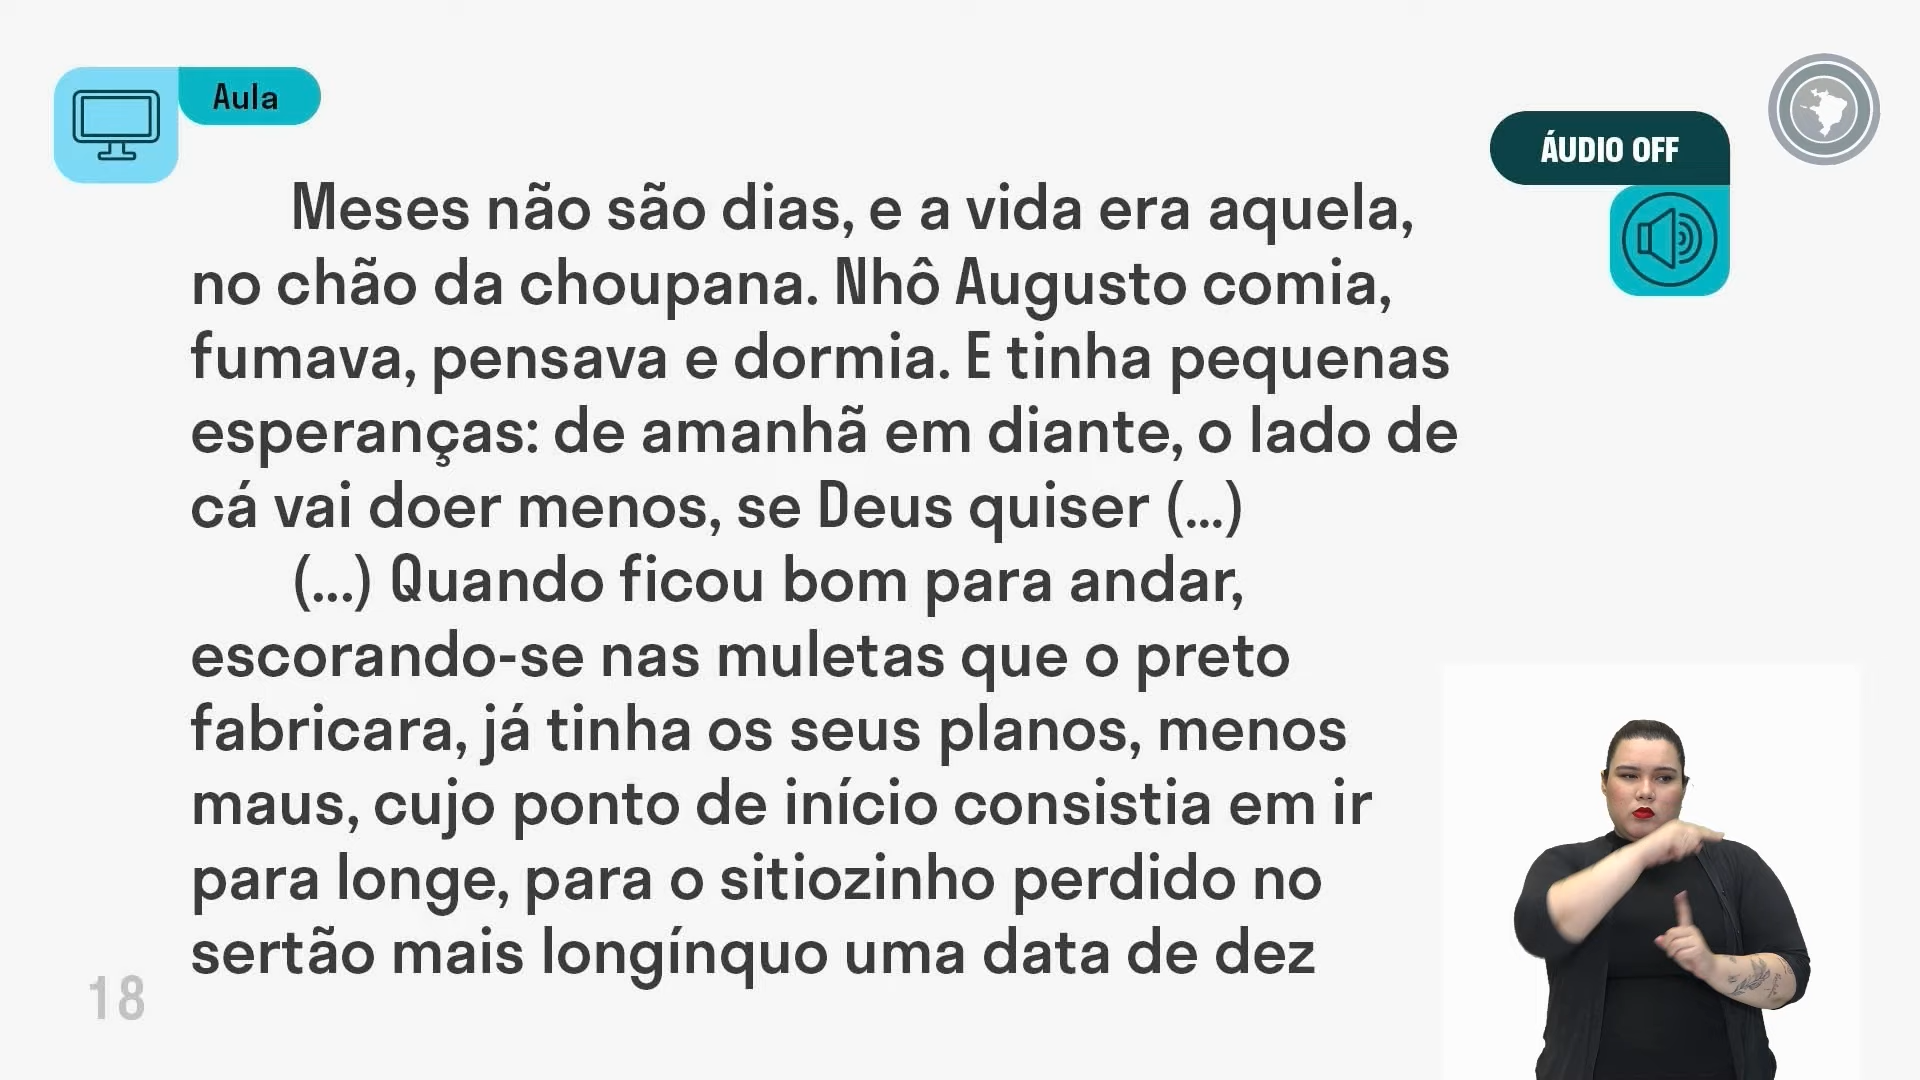 Aula
ÁUDIO OFF
Meses não são dias, e a vida era aquela,
no chão da choupana. Nhô Augusto comia,
fumava, pensava e dormia. E tinha pequenas
esperanças: de amanhã em diante, o lado de
cá vai doer menos, se Deus quiser (...)
(...) Quando ficou bom para andar,
escorando-se nas muletas que o preto
fabricara, já tinha os seus planos, menos
maus, cujo ponto de início consistia em ir
para longe, para o sitiozinho perdido no
sertão mais longínquo uma data de dez
18